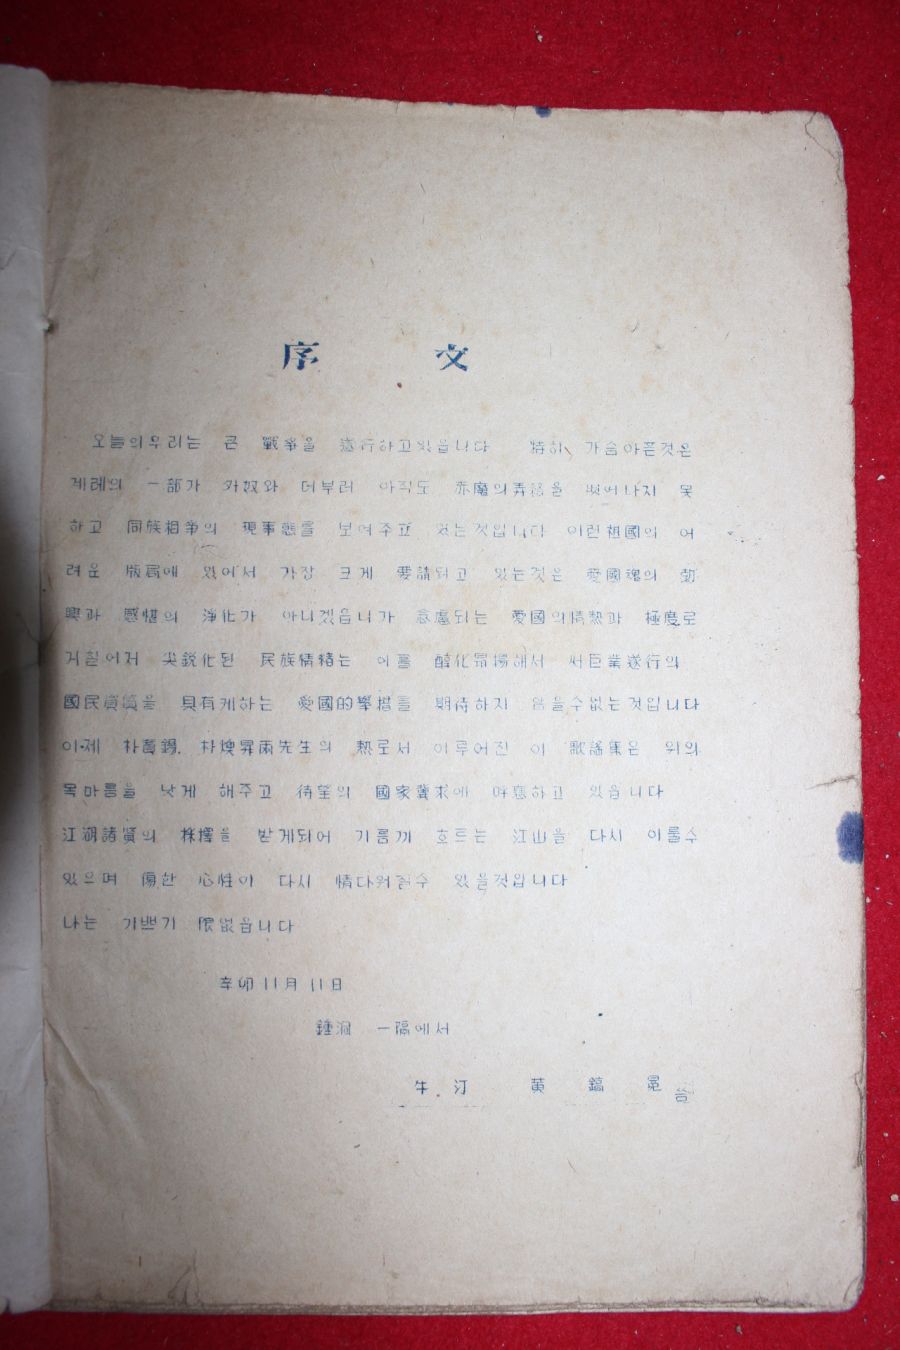 序 文
오늘의우리는 큰 戰爭을 遂行하고있읍니다 特히 가슴아픈것은
게레의 一部가 外奴와 더부러 아직도 赤魔의弄絡을 벗어나지 못
하고 同族相爭의 現事態를 보여주고 있는것입니다 이런祖國의 어
려운 版局에 있어서 가장 크게 要請되고 있는것은 愛國魂의 勃
興과 感情의 淨化가 아니겠읍니가 急處되는 愛國의情熱과 極度로
거칠어저 尖銳化된 民族情緖는 이를 醇化昻揚해서 써巨業遂行의
國民資質을 具有케하는 愛國的擧措를 期待하지 않을수없는것입니다
이제 朴萬錫、朴煥昇兩先生의 熱로서 이루어진 이 歌謠集은 위의
목마름을 낫게 해주고 待望의 國家冀求에 呼應하고 있읍니다
江湖諸賢의 採擇을 받게되어 기름끼 흐르는 江山을 다시 이룰수
있으며 傷한 心性이 다시 情다워질수 있을것입니다
나는 기쁘기 限없읍니다
辛卯11月11日
鍾洞 一隅에서
牛汀 黃鎬 씀